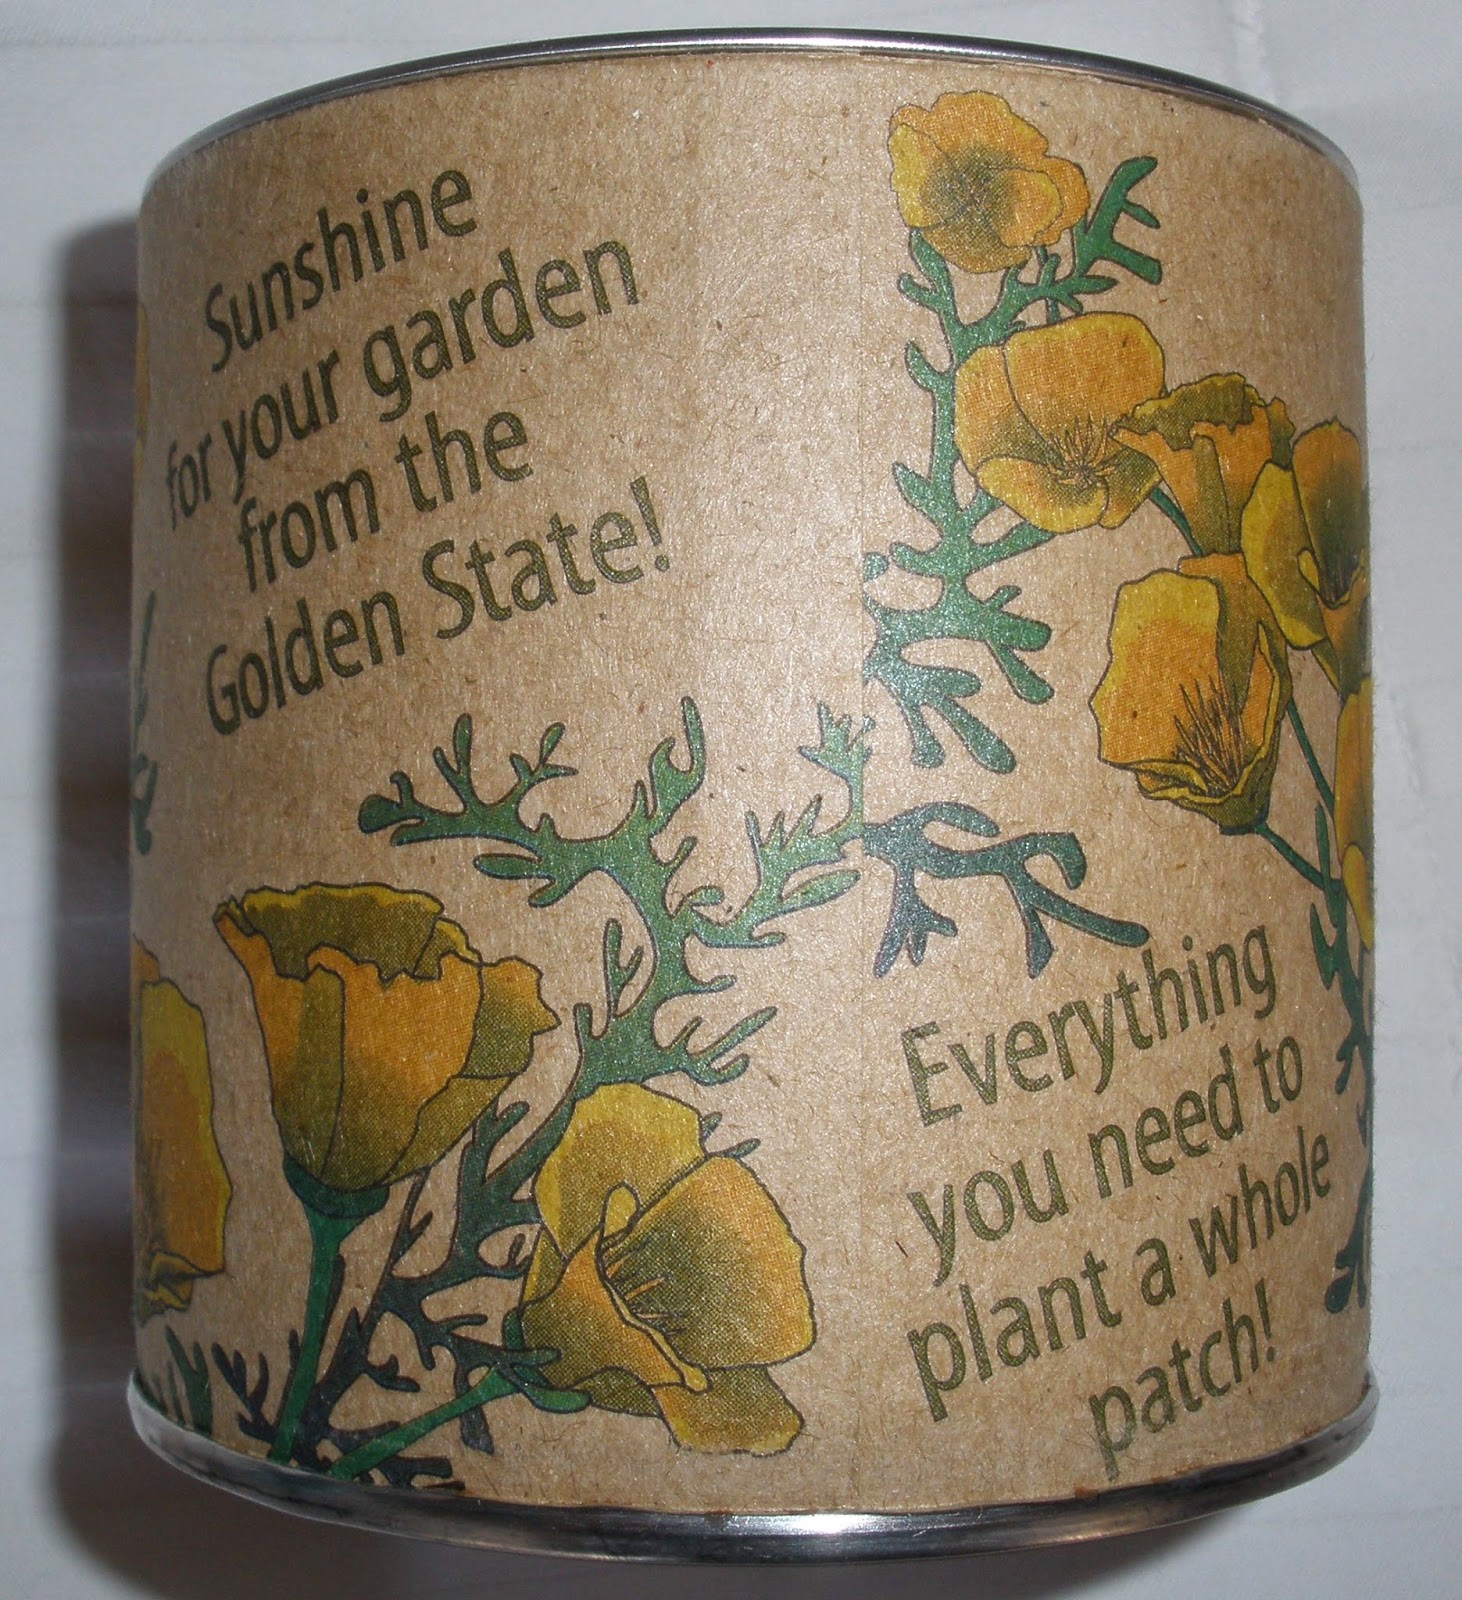 Sunshine
for your garden
from the
Golden State!
Everything
you need to
plant a whole
patch!